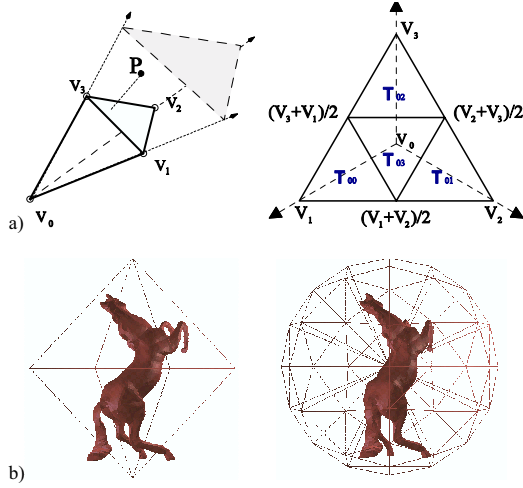 P
V3
V2
V1
V0
a)
V3
T02
(V3+V1)/2
(V2+V3)/2
V0
T03
T00
T01
V1
(V1+V2)/2
V2
b)